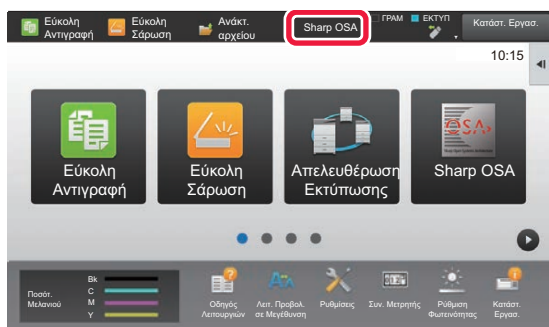 Εύκολη
Αντιγραφή
Εύκολη
Σάρωση
Ανάκτ.
αρχείου
Sharp OSA
ΓΡΑΜ
ΕΚΤΥΠ
Κατάστ. Εργασ.
10:15
Εύκολη
Αντιγραφή
Εύκολη
Σάρωση
Απελευθέρωση
Εκτύπωσης
OSA
Sharp OSA
Ποσότ.
Μελανιού
Bk
C
M
Y
Οδηγός
Λειτουργιών
Λειτ. Προβολ.
σε Μεγέθυνση
Ρυθμίσεις
Συν. Μετρητής
Ρύθμιση
Φωτεινότητας
Κατάστ.
Εργασ.